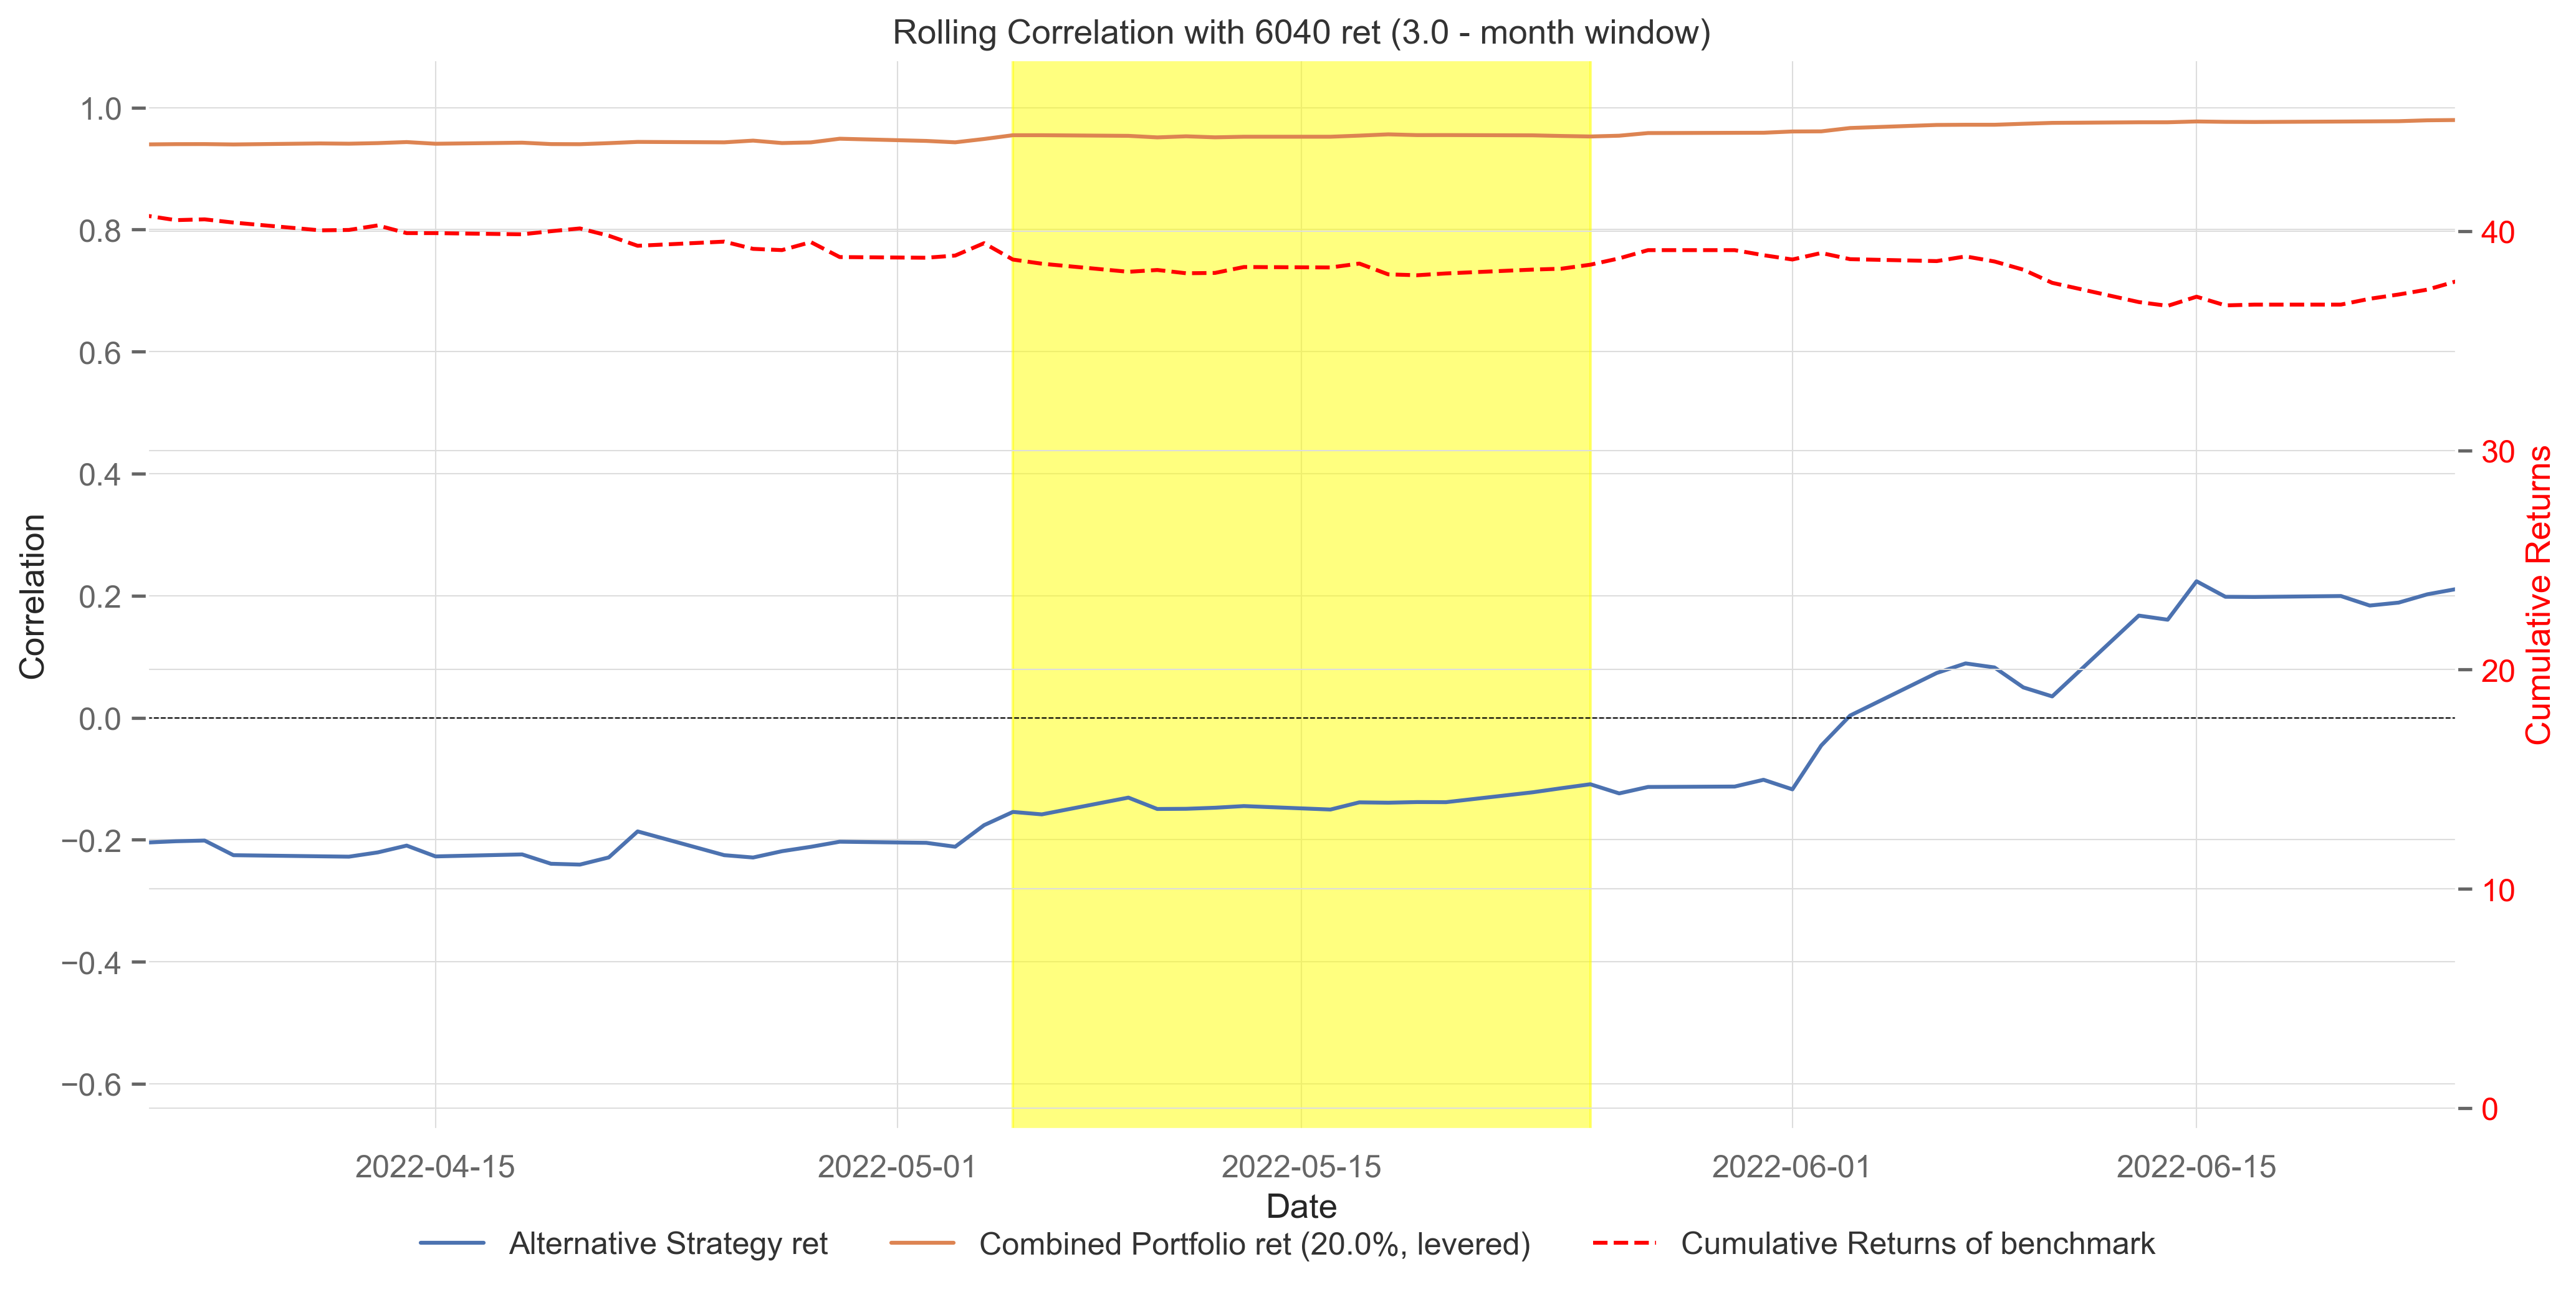 Rolling Correlation with 6040 ret (3.0 - month window)
1.0
0.8
0.6
0.4
0.2
0.0
−0.2
−0.4
−0.6
Correlation
40
30
20
10
0
Cumulative Returns
2022-04-15
2022-05-01
2022-05-15
2022-06-01
2022-06-15
Date
Alternative Strategy ret
Combined Portfolio ret (20.0%, levered)
Cumulative Returns of benchmark